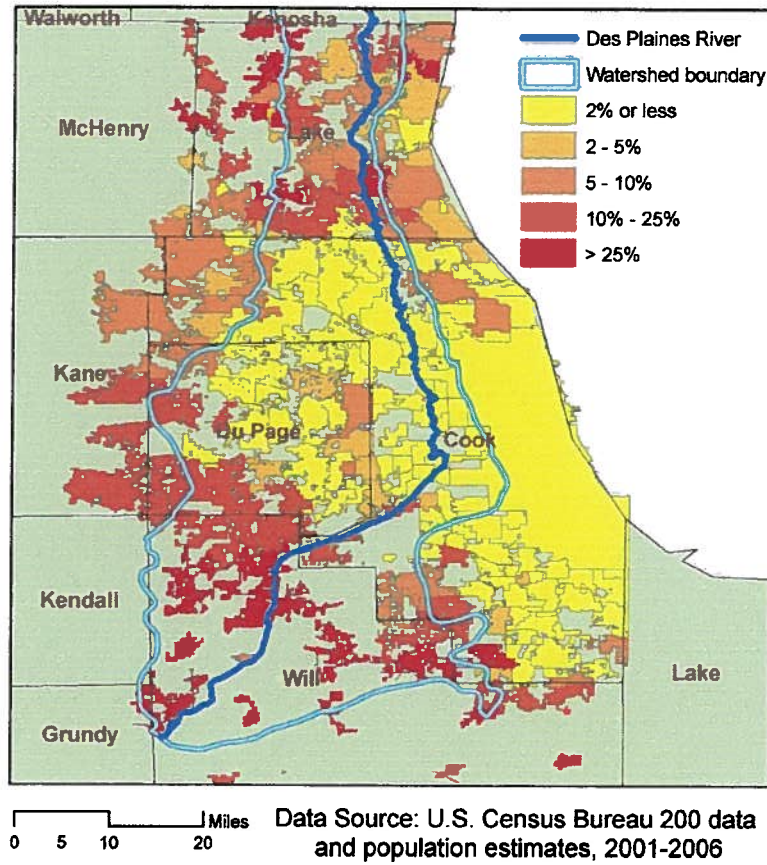 Walworth
Kenosha
Des Plaines River
Watershed boundary
McHenry
Lake
2% or less
2 - 5%
5 - 10%
10% - 25%
> 25%
Kane
Du Page
Cook
Kendall
Will
Lake
Grundy
Miles
0 5 10 20
Data Source: U.S. Census Bureau 200 data
and population estimates, 2001-2006